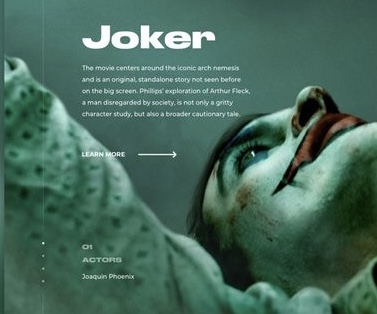 Joker
The movie centers around the iconic arch nemesis
and is an original, standalone story not seen before
on the big screen. Phillips' exploration of Arthur Fleck,
a man disregarded by society, is not only a gritty
character study, but also a broader cautionary tale.
LEARN MORE
01
ACTORS
Joaquin Phoenix